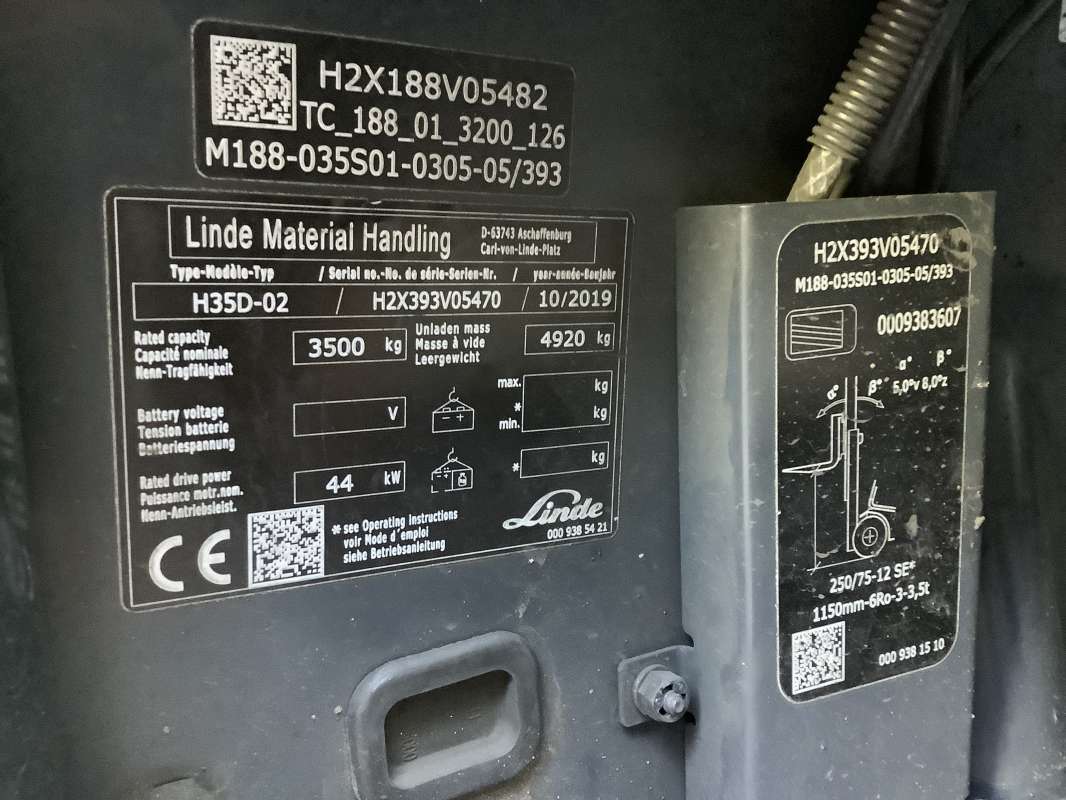 H2X188V05482
TC_188_01_3200_126
M188-035S01-0305-05/393
Linde Material Handling
D-63743 Aschaffenburg
Carl-von-Linde-Platz
Type-Modèle-Typ / Serial no.-No. de série-Serien-Nr. / year-année-Baujahr
H35D-02 / H2X393V05470 / 10/2019
Rated capacity
Capacité nominale
Nenn-Tragfähigkeit
3500 kg
Unladen mass
Masse à vide
Leergewicht
4920 kg
Battery voltage
Tension batterie
Batteriespannung
V
- +
max. kg
*
min. kg
Rated drive power
Puissance motr.nom.
Nenn-Antriebsleist.
44 kW
* kg
CE
* see Operating Instructions
voir Mode d'emploi
siehe Betriebsanleitung
Linde
000 938 54 21
H2X393V05470
M188-035S01-0305-05/393
0009383607
α° β°
α° β° 5,0°v 8,0°z
250/75-12 SE*
1150mm-6Ro-3-3,5t
000 938 15 10